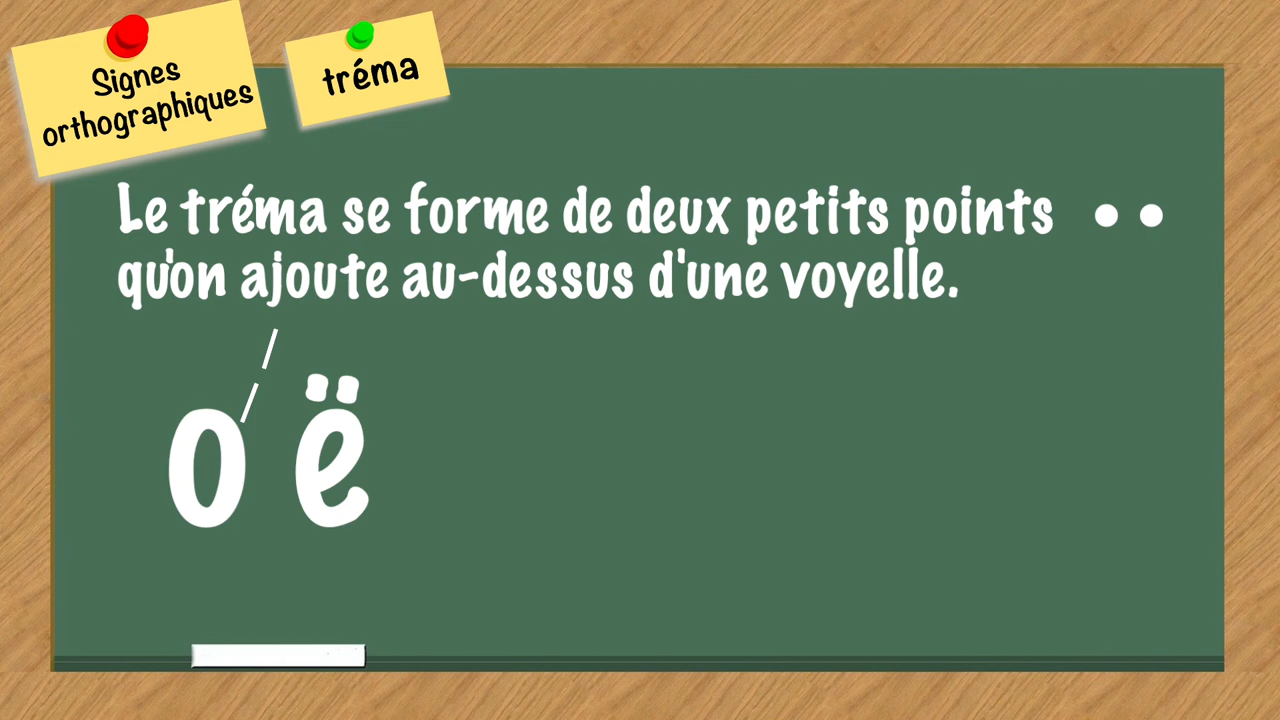 Signes
orthographiques
tréma
Le tréma se forme de deux petits points • •
qu'on ajoute au-dessus d'une voyelle.
o ë